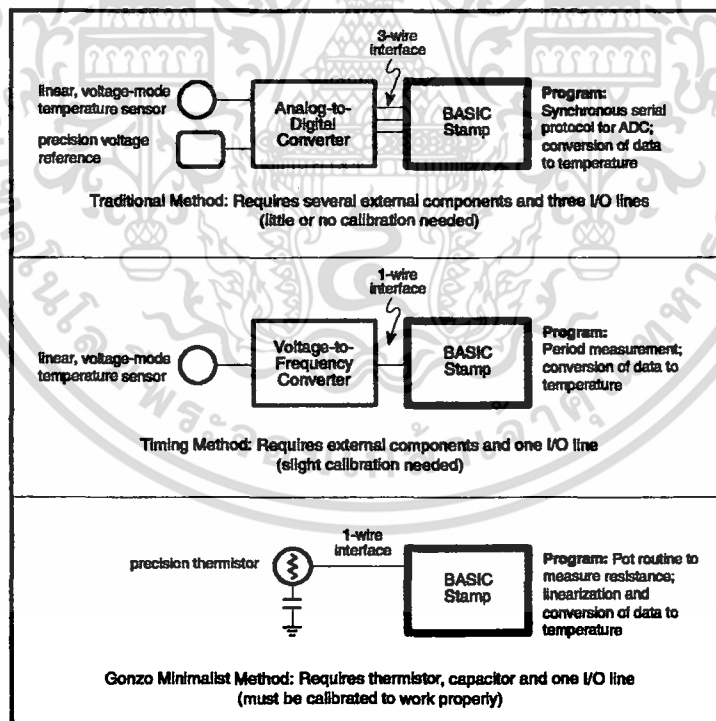 3-wire
interface
linear, voltage-mode
temperature sensor
precision voltage
reference
Analog-to-
Digital
Converter
BASIC
Stamp
Program:
Synchronous serial
protocol for ADC;
conversion of data
to temperature
Traditional Method: Requires several external components and three I/O lines
(little or no calibration needed)
1-wire
interface
linear, voltage-mode
temperature sensor
Voltage-to-
Frequency
Converter
BASIC
Stamp
Program:
Period measurement;
conversion of data to
temperature
Timing Method: Requires external components and one I/O line
(slight calibration needed)
1-wire
interface
precision thermistor
BASIC
Stamp
Program: Pot routine to
measure resistance;
linearization and
conversion of data to
temperature
Gonzo Minimalist Method: Requires thermistor, capacitor and one I/O line
(must be calibrated to work properly)